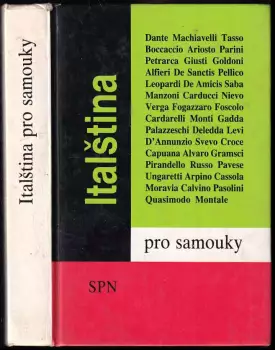 Italština pro samouky
Italština
Dante Machiavelli Tasso
Boccaccio Ariosto Parini
Petrarca Giusti Goldoni
Alfieri De Sanctis Pellico
Leopardi De Amicis Saba
Manzoni Carducci Nievo
Verga Fogazzaro Foscolo
Cardarelli Monti Gadda
Palazzeschi Deledda Levi
D'Annunzio Svevo Croce
Capuana Alvaro Gramsci
Pirandello Russo Pavese
Ungaretti Arpino Cassola
Moravia Calvino Pasolini
Quasimodo Montale
pro samouky
SPN